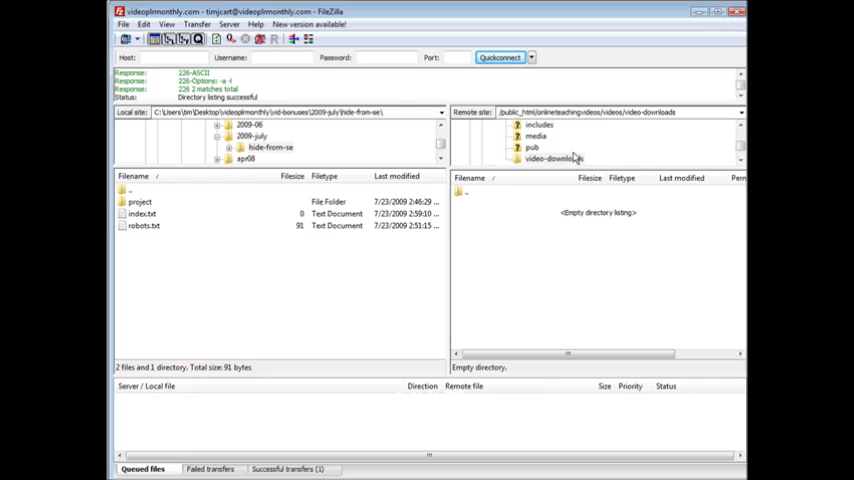 videoplrmonthly.com - timjcart@videoplrmonthly.com - FileZilla
File Edit View Transfer Server Help New version available!
Host: Username: Password: Port: Quickconnect
Response: 226-ASCII
Response: 226-Options: -a -l
Response: 226 2 matches total
Status: Directory listing successful
Local site: C:\Users\tim\Desktop\videoplrmonthly\vid-bonuses\2009-july\hide-from-se\
2009-06
2009-july
hide-from-se
apr08
Remote site: /public_html/onlineteachingvideos/videos/video-downloads
includes
media
pub
video-downloads
Filename / Filesize Filetype Last modified
..
project File Folder 7/23/2009 2:46:29 ...
index.txt 0 Text Document 7/23/2009 2:59:10 ...
robots.txt 91 Text Document 7/23/2009 2:51:15 ...
2 files and 1 directory. Total size: 91 bytes
Filename / Filesize Filetype Last modified Perm
..
<Empty directory listing>
Empty directory.
Server / Local file Direction Remote file Size Priority Status
Queued files Failed transfers Successful transfers (1)